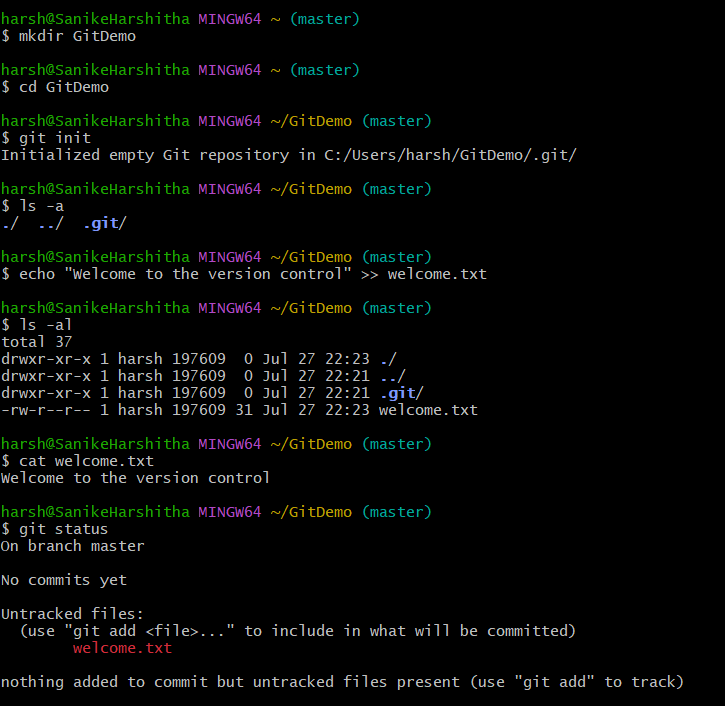 harsh@SanikeHarshitha MINGW64 ~ (master)
$ mkdir GitDemo
harsh@SanikeHarshitha MINGW64 ~ (master)
$ cd GitDemo
harsh@SanikeHarshitha MINGW64 ~/GitDemo (master)
$ git init
Initialized empty Git repository in C:/Users/harsh/GitDemo/.git/
harsh@SanikeHarshitha MINGW64 ~/GitDemo (master)
$ ls -a
./  ../  .git/
harsh@SanikeHarshitha MINGW64 ~/GitDemo (master)
$ echo "Welcome to the version control" >> welcome.txt
harsh@SanikeHarshitha MINGW64 ~/GitDemo (master)
$ ls -al
total 37
drwxr-xr-x 1 harsh 197609  0 Jul 27 22:23 ./
drwxr-xr-x 1 harsh 197609  0 Jul 27 22:21 ../
drwxr-xr-x 1 harsh 197609  0 Jul 27 22:21 .git/
-rw-r--r-- 1 harsh 197609 31 Jul 27 22:23 welcome.txt
harsh@SanikeHarshitha MINGW64 ~/GitDemo (master)
$ cat welcome.txt
Welcome to the version control
harsh@SanikeHarshitha MINGW64 ~/GitDemo (master)
$ git status
On branch master
No commits yet
Untracked files:
  (use "git add <file>..." to include in what will be committed)
        welcome.txt
nothing added to commit but untracked files present (use "git add" to track)